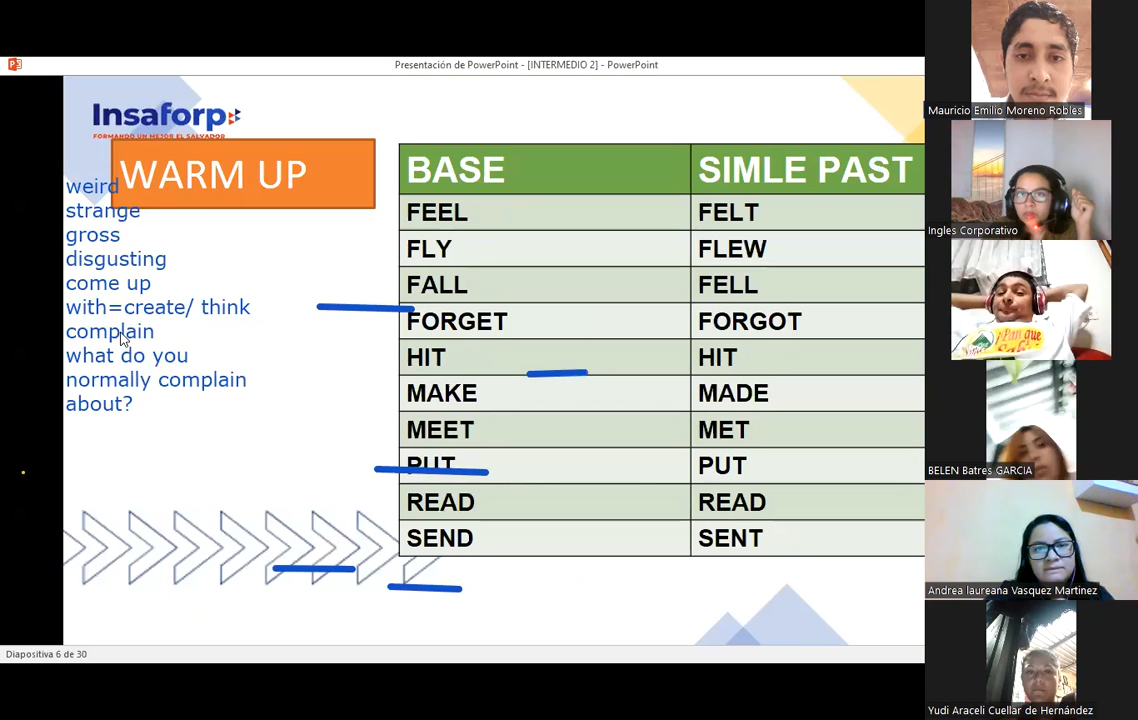 Presentación de PowerPoint - [INTERMEDIO 2] - PowerPoint
Insaforp
FORMANDO UN MEJOR EL SALVADOR
WARM UP
weird
strange
gross
disgusting
come up
with=create/ think
complain
what do you
normally complain
about?
BASE SIMLE PAST
FEEL FELT
FLY FLEW
FALL FELL
FORGET FORGOT
HIT HIT
MAKE MADE
MEET MET
PUT PUT
READ READ
SEND SENT
Diapositiva 6 de 30
Mauricio Emilio Moreno Robles
Ingles Corporativo
¡Pan que
BELEN Batres GARCIA
Andrea laureana Vasquez Martinez
Yudi Araceli Cuellar de Hernández